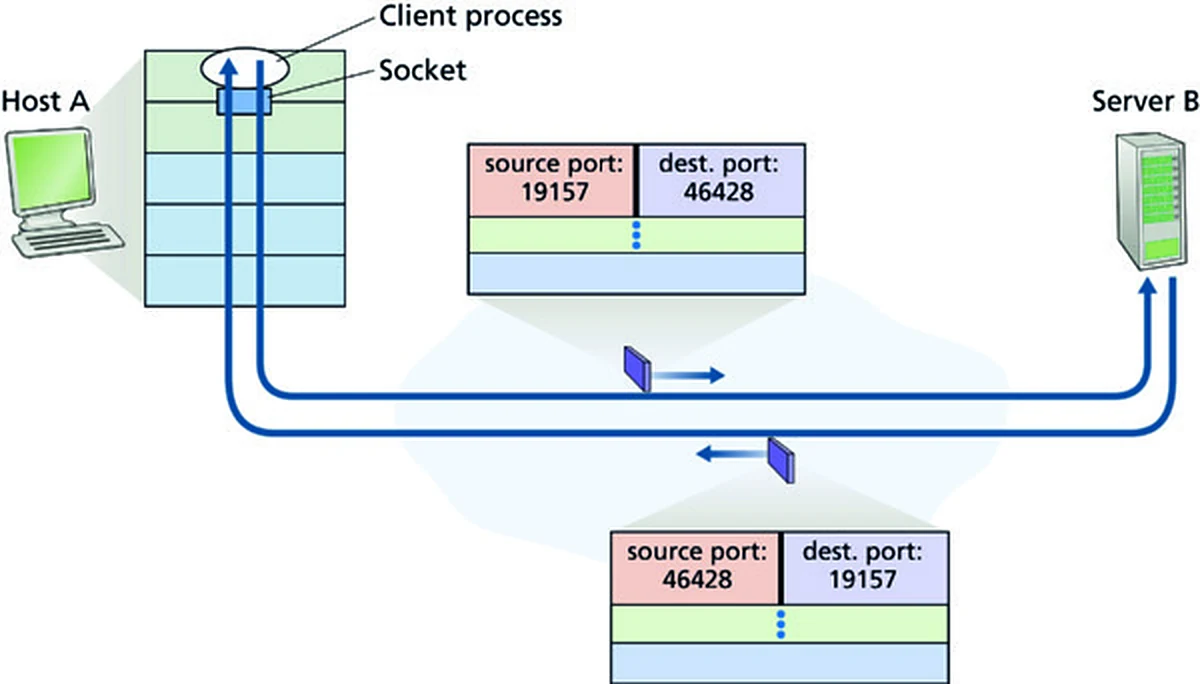 Client process
Socket
Host A
Server B
source port:
19157
dest. port:
46428
source port:
46428
dest. port:
19157